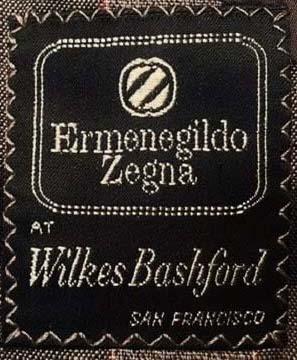 Ermenegildo
Zegna
AT
Wilkes Bashford
SAN FRANCISCO